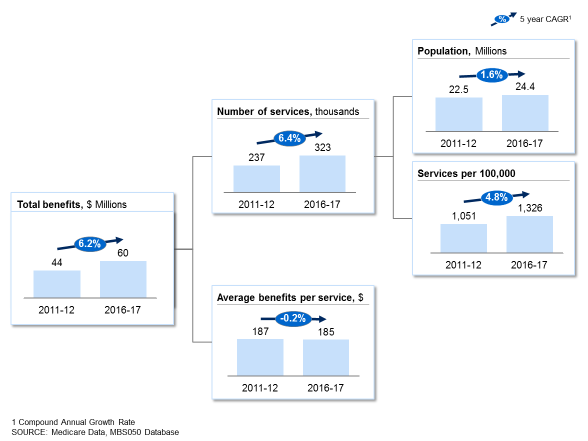 % 5 year CAGR¹
Population, Millions
1.6%
22.5 24.4
2011-12 2016-17
Number of services, thousands
6.4%
237 323
2011-12 2016-17
Services per 100,000
4.8%
1,051 1,326
2011-12 2016-17
Total benefits, $ Millions
6.2%
44 60
2011-12 2016-17
Average benefits per service, $
-0.2%
187 185
2011-12 2016-17
1 Compound Annual Growth Rate
SOURCE: Medicare Data, MBS050 Database